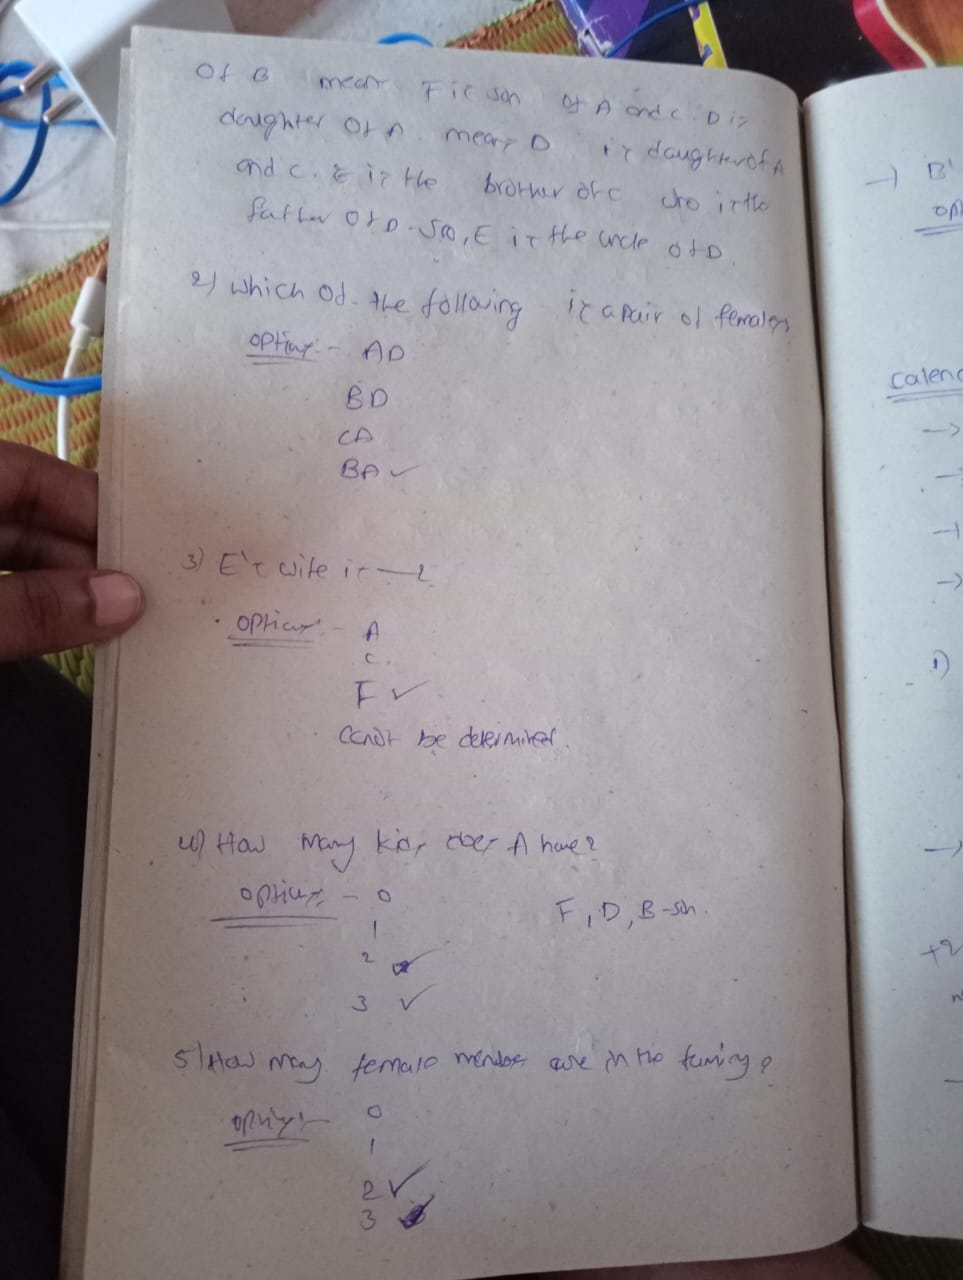 Of B means F is son of A and C. D is
daughter of A. means D is daughter of A
and C. E is the brother of C who is the
father of D. Soo, E is the uncle of D.
2) which of the following is a pair of females
options:- AD
BD
CA
BA ✓
3) E's wife is —?
options:- A
C.
F ✓
cannot be determined.
4) How many kids does A have?
options - 0
1
F, D, B - son.
2
3 ✓
5) How many female members are in the family?
options:- 0
1
2 ✓
3
→ B'
Calend
→
→
→
1)
→
+2